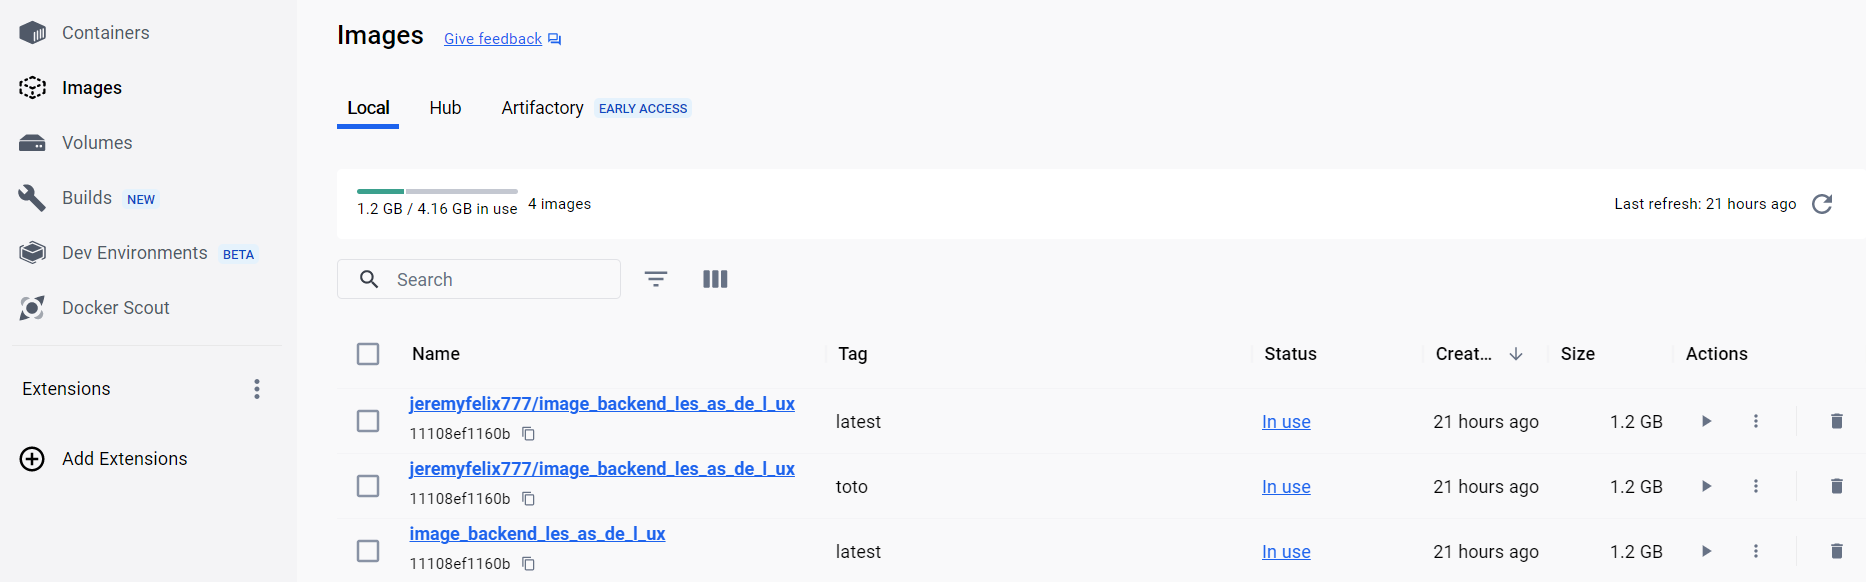 Containers
Images
Volumes
Builds NEW
Dev Environments BETA
Docker Scout
Extensions
Add Extensions
Images Give feedback
Local Hub Artifactory EARLY ACCESS
1.2 GB / 4.16 GB in use 4 images Last refresh: 21 hours ago
Search
Name Tag Status Creat... Size Actions
jeremyfelix777/image_backend_les_as_de_l_ux
11108ef1160b
latest In use 21 hours ago 1.2 GB
jeremyfelix777/image_backend_les_as_de_l_ux
11108ef1160b
toto In use 21 hours ago 1.2 GB
image_backend_les_as_de_l_ux
11108ef1160b
latest In use 21 hours ago 1.2 GB